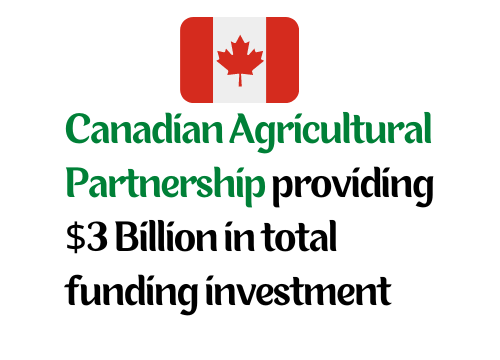 Canadian Agricultural
Partnership providing
$3 Billion in total
funding investment